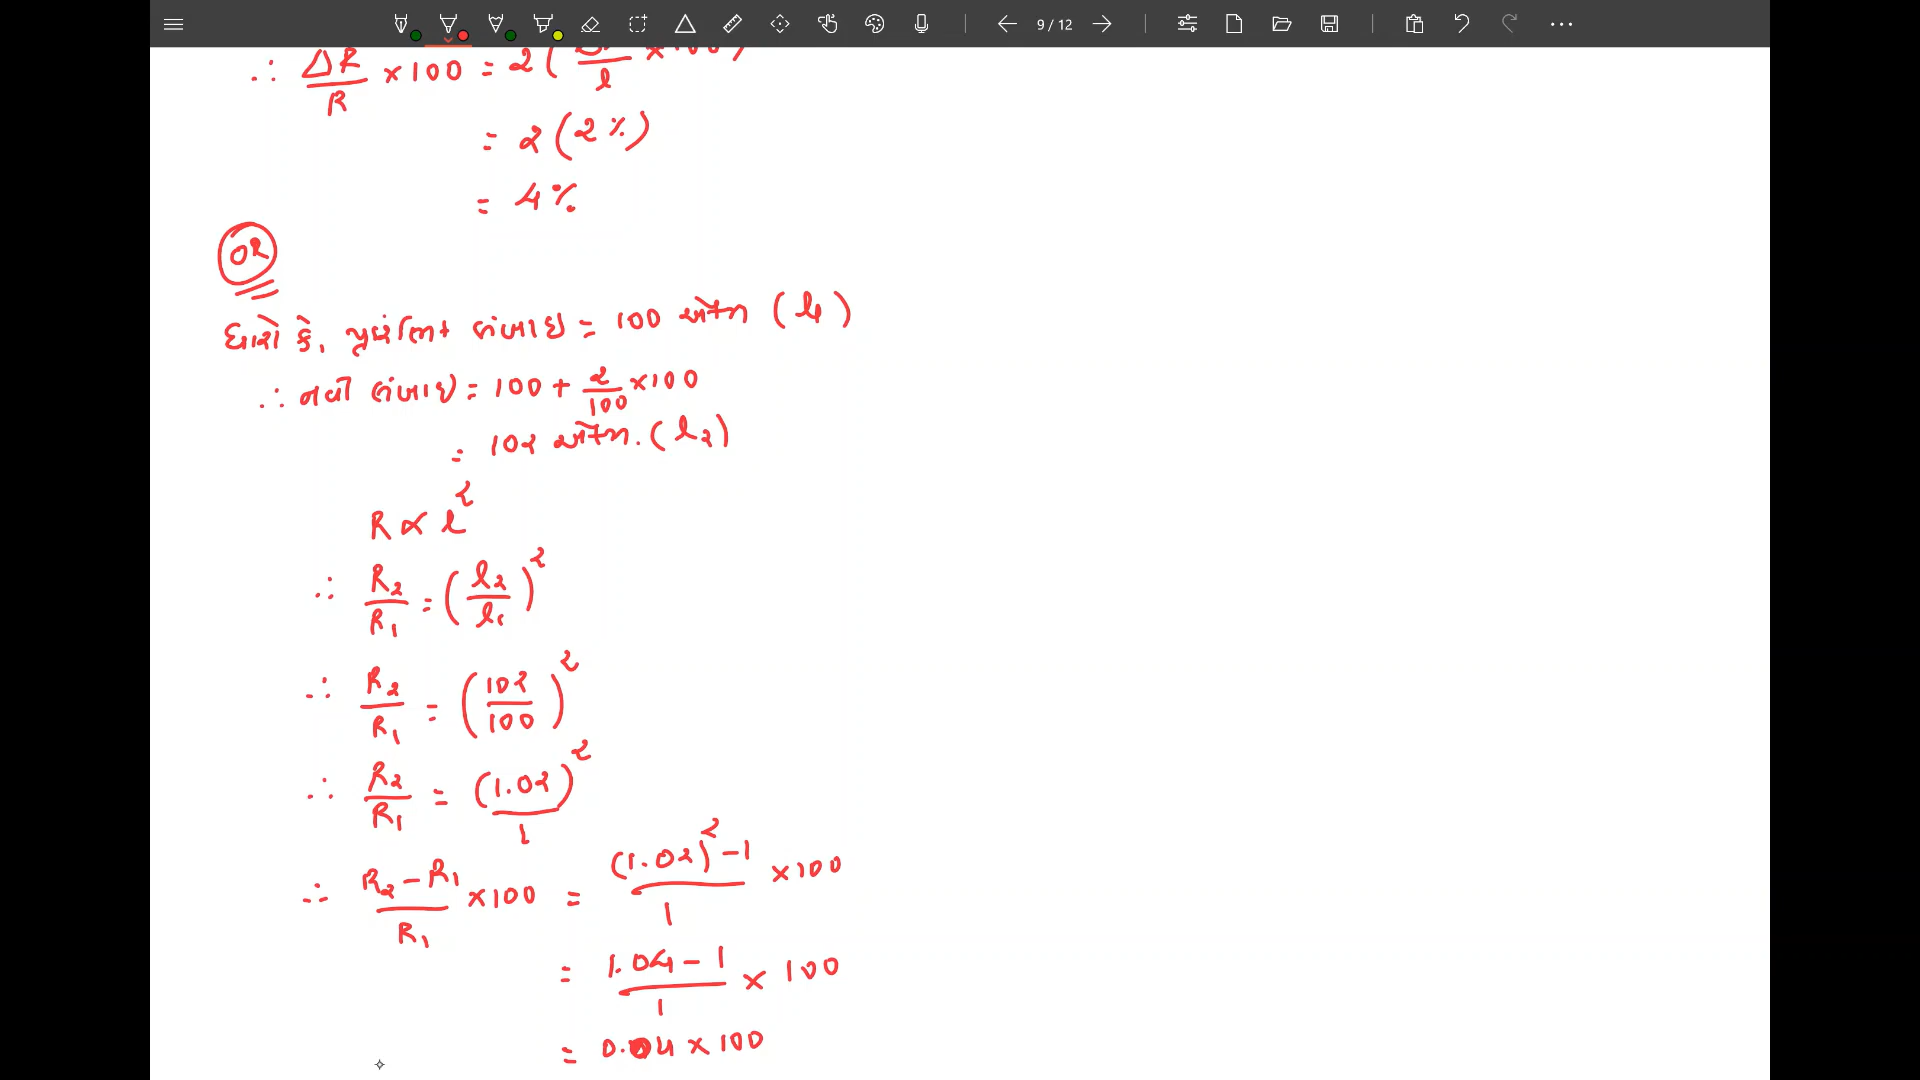 9 / 12
∴ ΔR/R × 100 = 2 ( /l × 100 )
= 2 (2 %)
= 4 %
OR
ધારો કે, પ્રારંભિક લંબાઇ = 100 એકમ (l1)
∴ નવી લંબાઇ = 100 + 2/100 × 100
= 102 એકમ. (l2)
R ∝ l²
∴ R2/R1 = (l2/l1)²
∴ R2/R1 = (102/100)²
∴ R2/R1 = (1.02)²/1
∴ (R2 − R1)/R1 × 100 = ((1.02)² − 1)/1 × 100
= (1.04 − 1)/1 × 100
= 0.04 × 100